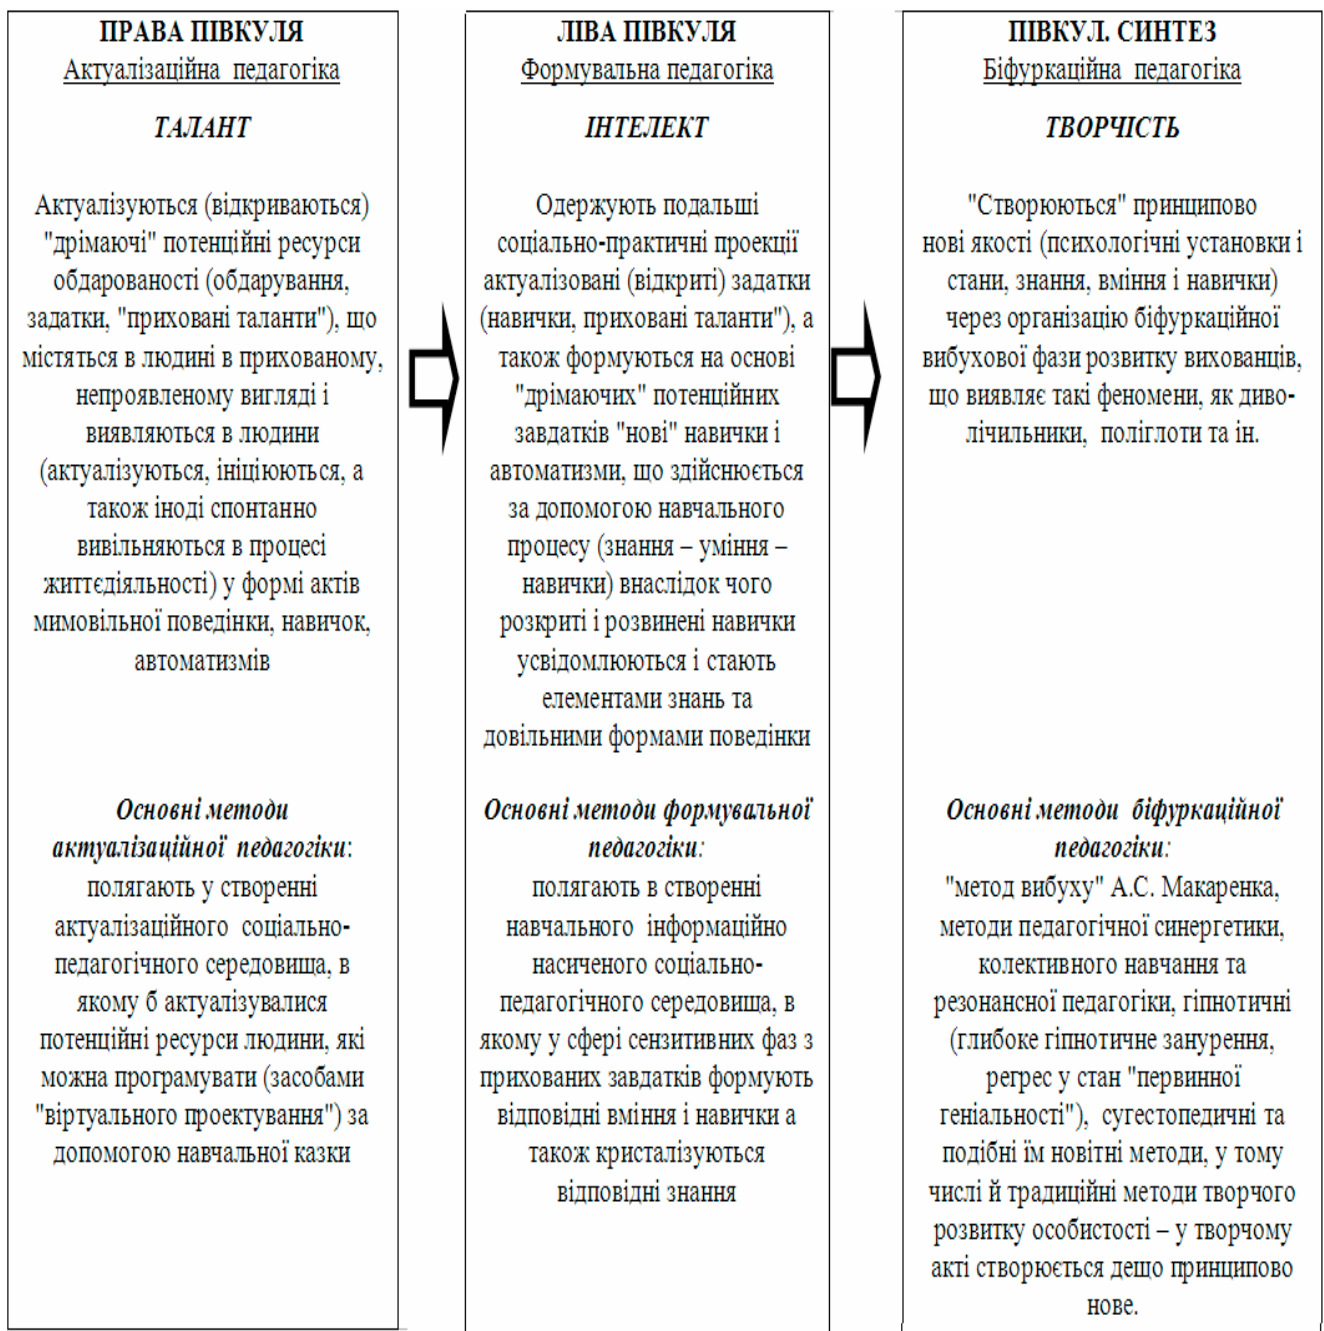 ПРАВА ПІВКУЛЯ
Актуалізаційна педагогіка
ТАЛАНТ
Актуалізуються (відкриваються)
"дрімаючі" потенційні ресурси
обдарованості (обдарування,
задатки, "приховані таланти"), що
містяться в людині в прихованому,
непроявленому вигляді і
виявляються в людини
(актуалізуються, ініціюються, а
також іноді спонтанно
вивільняються в процесі
життєдіяльності) у формі актів
мимовільної поведінки, навичок,
автоматизмів
Основні методи
актуалізаційної педагогіки:
полягають у створенні
актуалізаційного соціально-
педагогічного середовища, в
якому б актуалізувалися
потенційні ресурси людини, які
можна програмувати (засобами
"віртуального проектування") за
допомогою навчальної казки
ЛІВА ПІВКУЛЯ
Формувальна педагогіка
ІНТЕЛЕКТ
Одержують подальші
соціально-практичні проекції
актуалізовані (відкриті) задатки
(навички, приховані таланти"), а
також формуються на основі
"дрімаючих" потенційних
завдатків "нові" навички і
автоматизми, що здійснюється
за допомогою навчального
процесу (знання – уміння –
навички) внаслідок чого
розкриті і розвинені навички
усвідомлюються і стають
елементами знань та
довільними формами поведінки
Основні методи формувальної
педагогіки:
полягають в створенні
навчального інформаційно
насиченого соціально-
педагогічного середовища, в
якому у сфері сензитивних фаз з
прихованих завдатків формують
відповідні вміння і навички а
також кристалізуються
відповідні знання
ПІВКУЛ. СИНТЕЗ
Біфуркаційна педагогіка
ТВОРЧІСТЬ
"Створюються" принципово
нові якості (психологічні установки і
стани, знання, вміння і навички)
через організацію біфуркаційної
вибухової фази розвитку вихованців,
що виявляє такі феномени, як диво-
лічильники, поліглоти та ін.
Основні методи біфуркаційної
педагогіки:
"метод вибуху" А.С. Макаренка,
методи педагогічної синергетики,
колективного навчання та
резонансної педагогіки, гіпнотичні
(глибоке гіпнотичне занурення,
регрес у стан "первинної
геніальності"), сугестопедичні та
подібні їм новітні методи, у тому
числі й традиційні методи творчого
розвитку особистості – у творчому
акті створюється дещо принципово
нове.